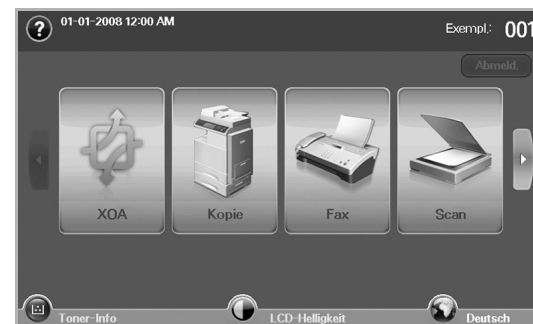 ? 01-01-2008 12:00 AM Exempl.: 001
Abmeld.
XOA Kopie Fax Scan
Toner-Info LCD-Helligkeit Deutsch